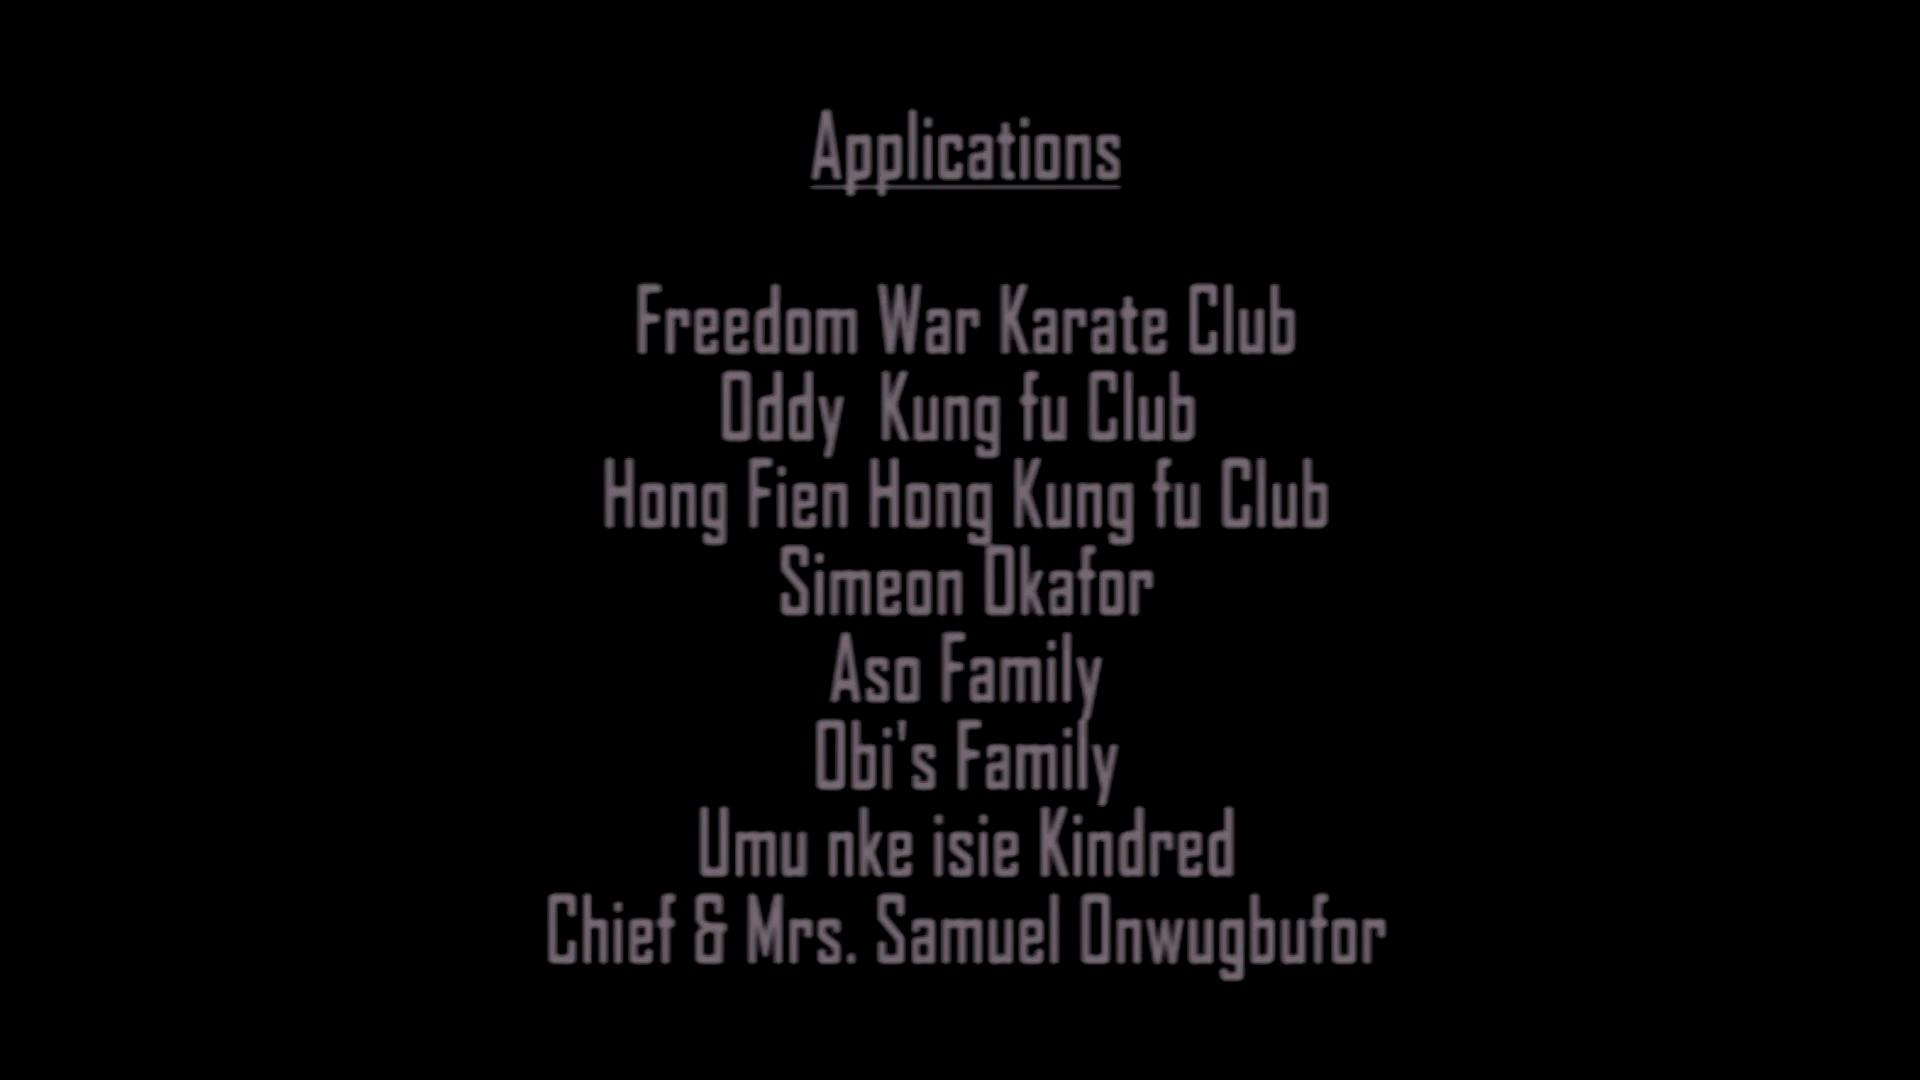 Applications
Freedom War Karate Club
Oddy Kung fu Club
Hong Fien Hong Kung fu Club
Simeon Okafor
Aso Family
Obi's Family
Umu nke isie Kindred
Chief & Mrs. Samuel Onwugbufor